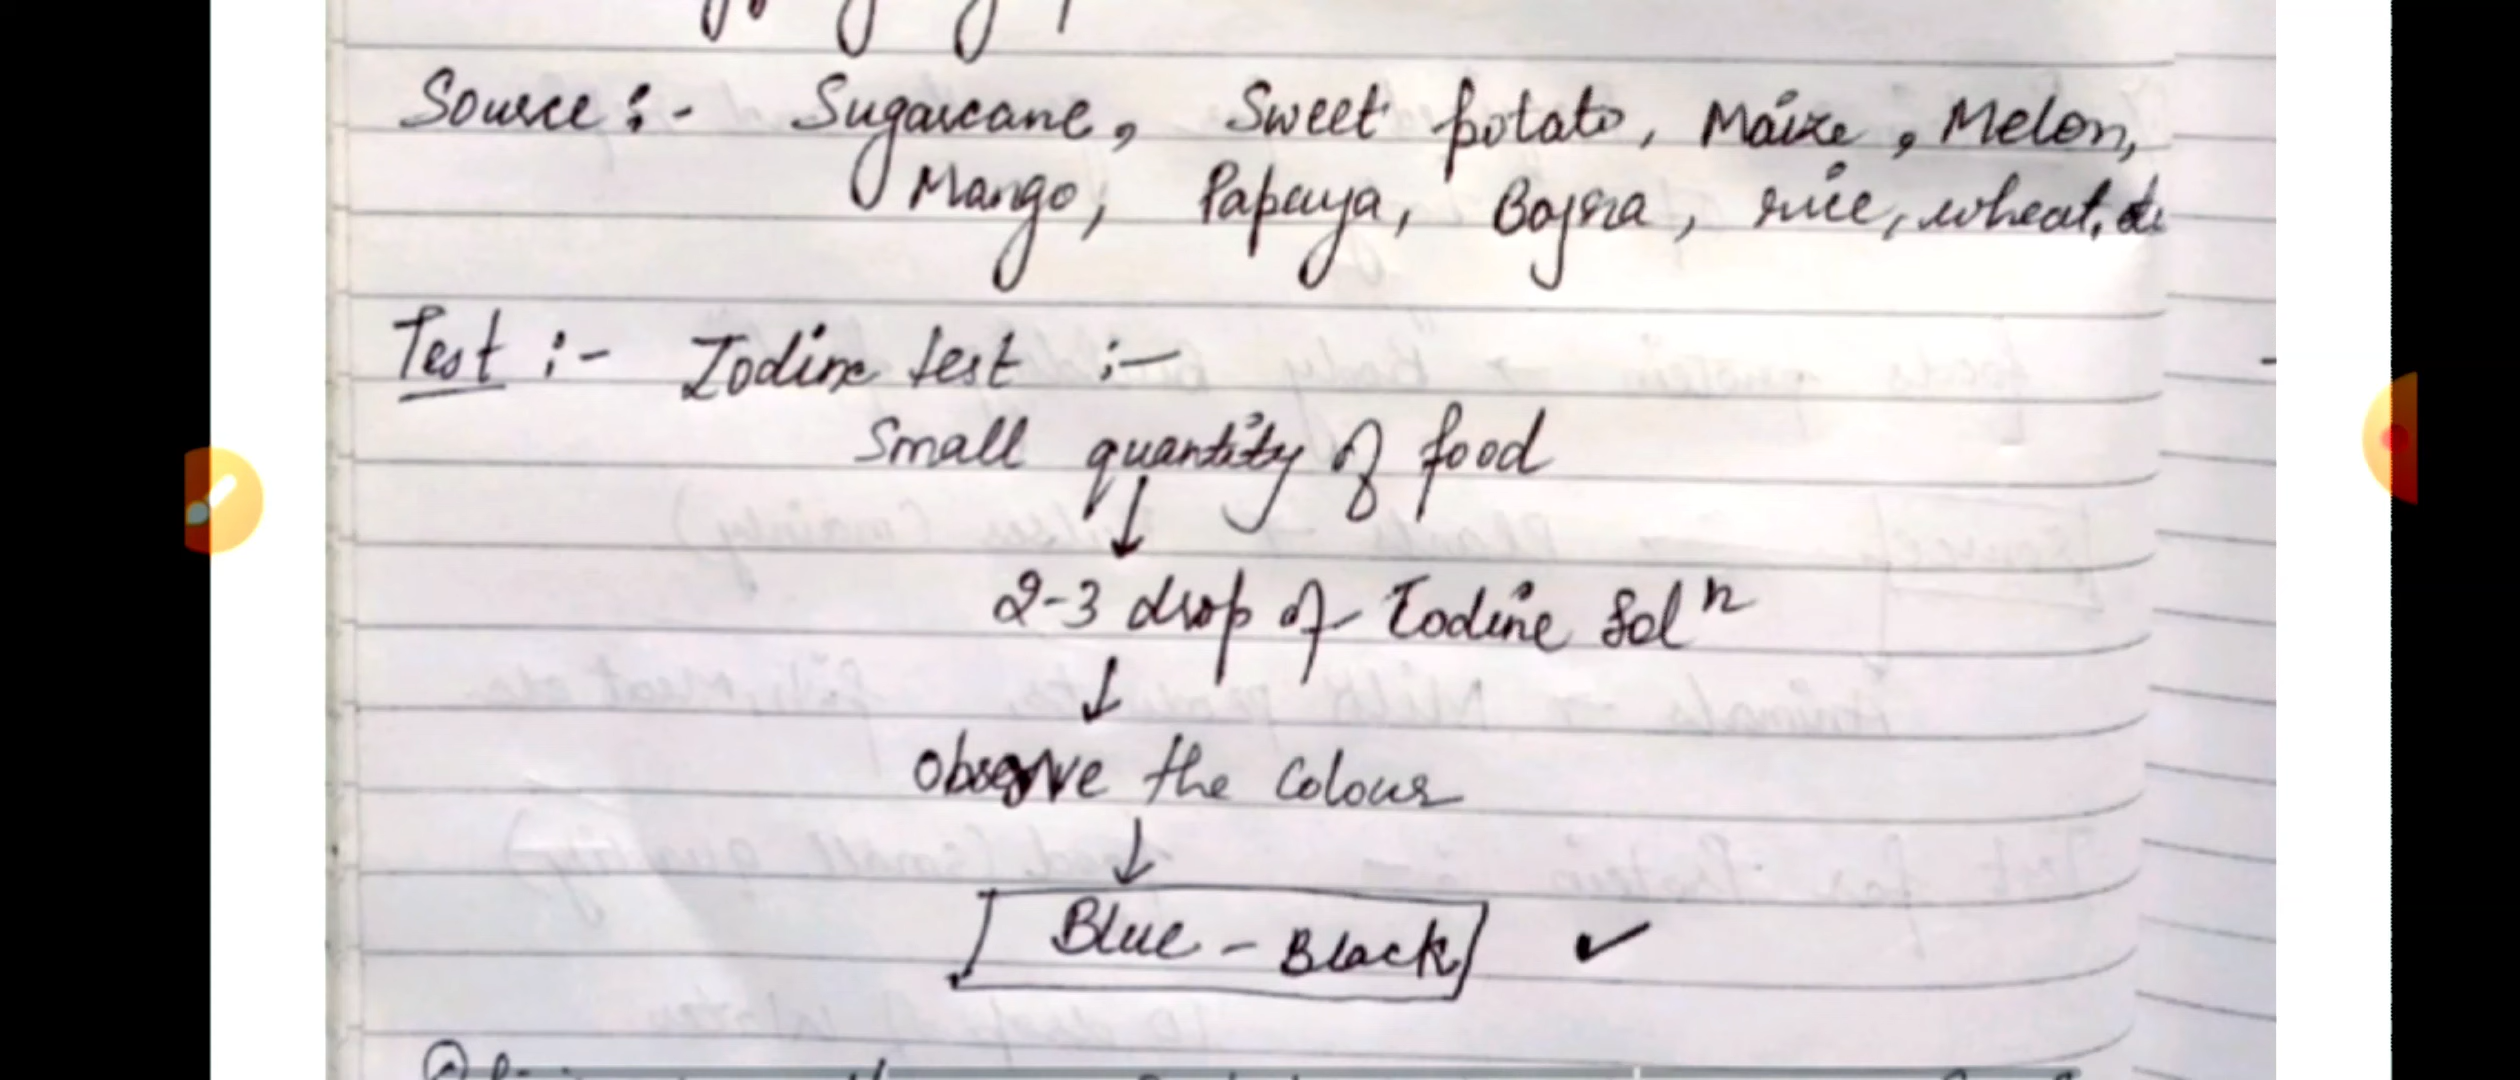 Source :- Sugarcane, Sweet potato, Maize, Melon,
Mango, Papaya, Bajra, rice, wheat, etc
Test :- Iodine test :-
Small quantity of food
↓
2-3 drop of Iodine Solⁿ
↓
Observe the Colour
↓
Blue - Black ✓